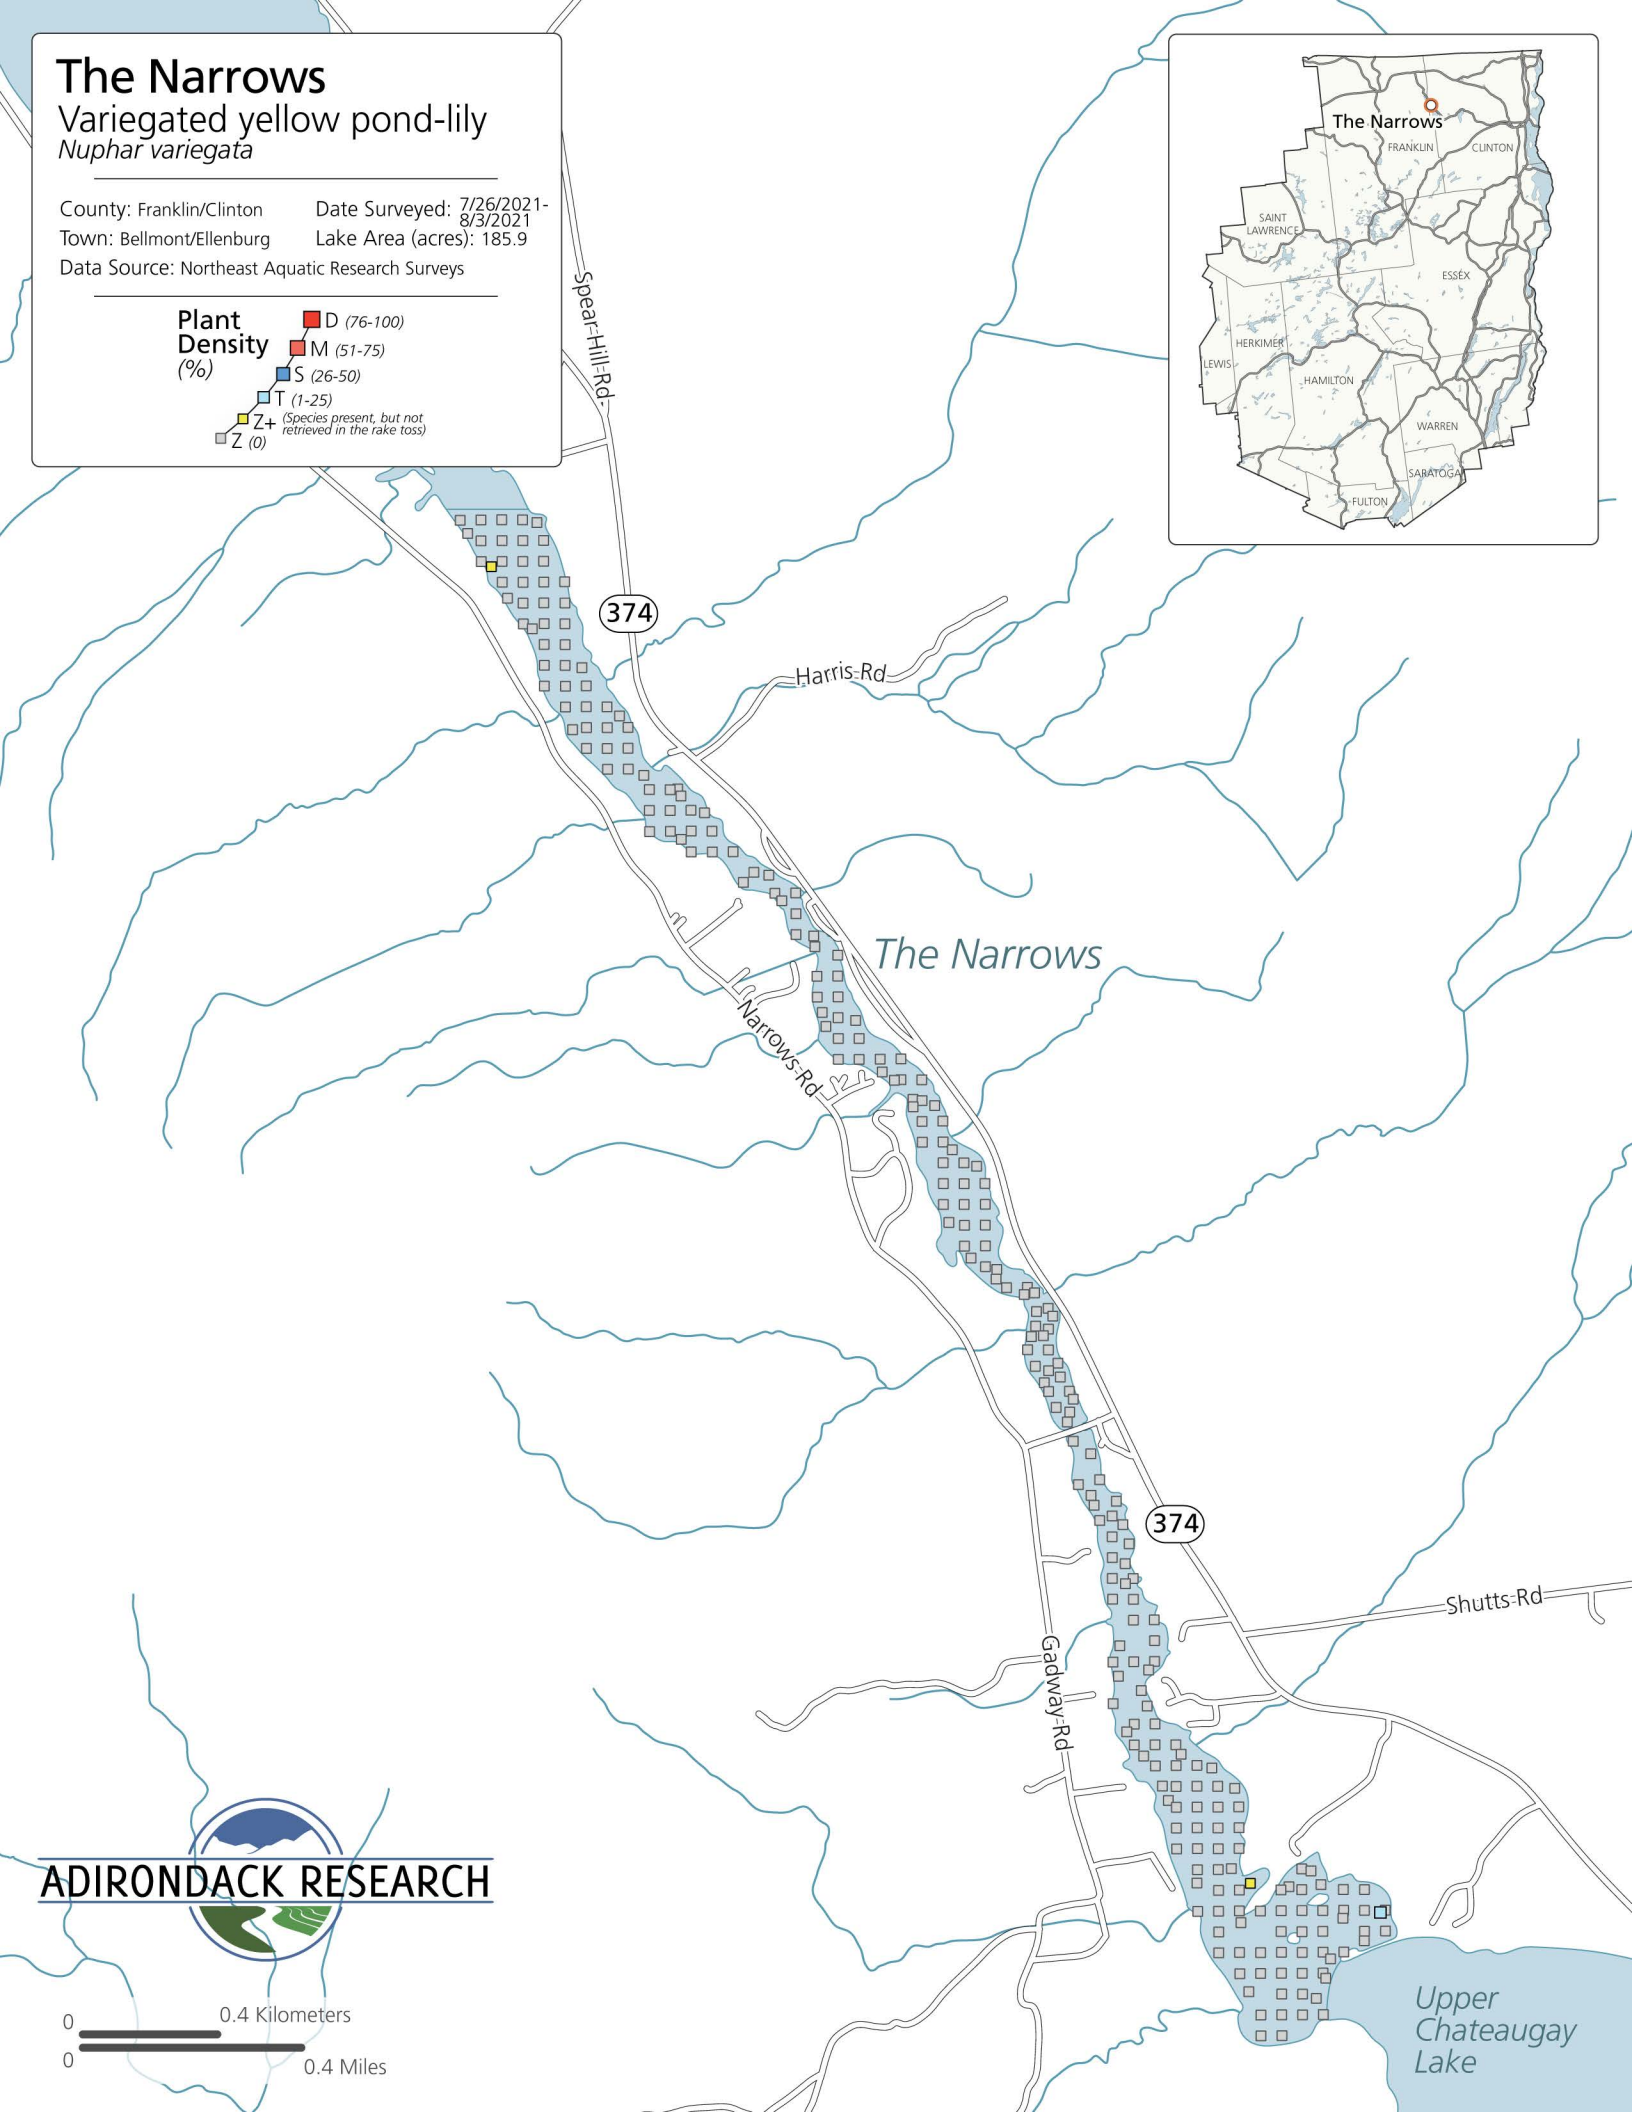 The Narrows
Variegated yellow pond-lily
Nuphar variegata
County: Franklin/Clinton
Date Surveyed: 7/26/2021-
8/3/2021
Town: Bellmont/Ellenburg
Lake Area (acres): 185.9
Data Source: Northeast Aquatic Research Surveys
Plant
Density
(%)
D (76-100)
M (51-75)
S (26-50)
T (1-25)
Z+ (Species present, but not
retrieved in the rake toss)
Z (0)
The Narrows
FRANKLIN
CLINTON
SAINT
LAWRENCE
ESSEX
HERKIMER
LEWIS
HAMILTON
WARREN
SARATOGA
FULTON
Spear Hill Rd
374
Harris Rd
The Narrows
Narrows Rd
374
Shutts Rd
Gadway Rd
ADIRONDACK RESEARCH
0
0.4 Kilometers
0
0.4 Miles
Upper
Chateaugay
Lake